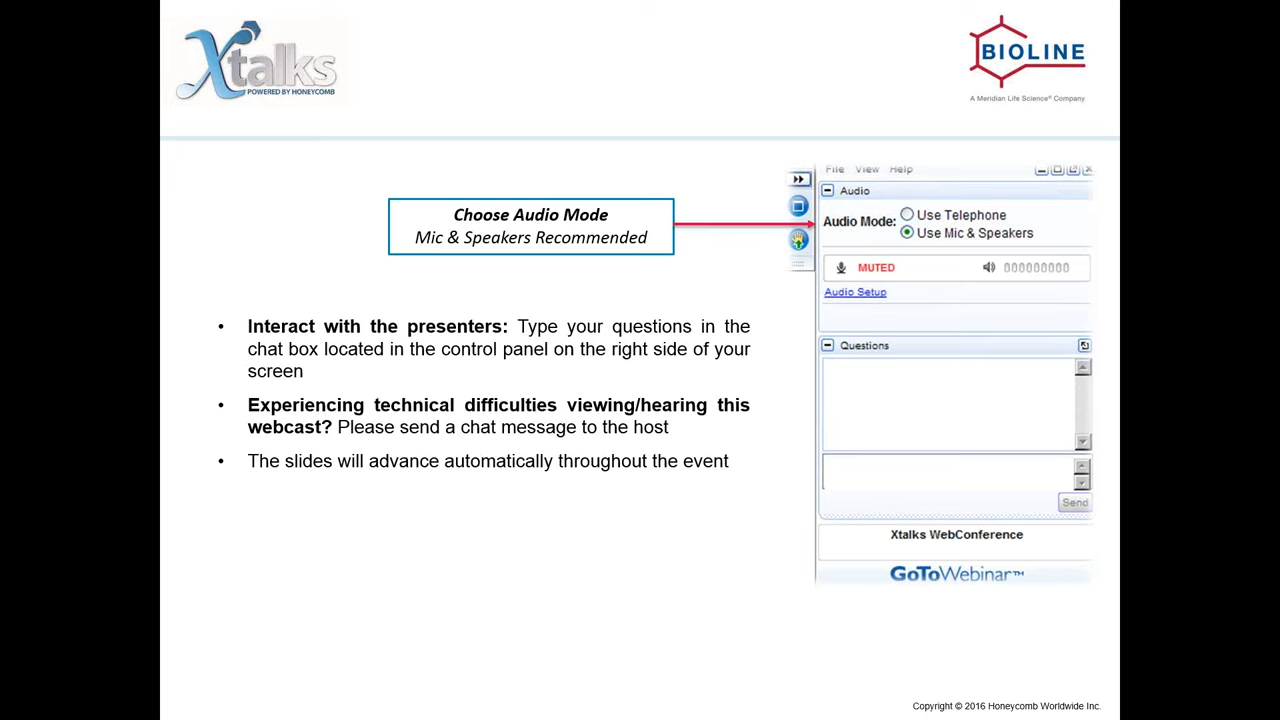 Xtalks
POWERED BY HONEYCOMB
BIOLINE
A Meridian Life Science® Company
File View Help
Audio
Choose Audio Mode
Mic & Speakers Recommended
Audio Mode: Use Telephone
Use Mic & Speakers
MUTED 000000000
Audio Setup
• Interact with the presenters: Type your questions in the
chat box located in the control panel on the right side of your
screen
• Experiencing technical difficulties viewing/hearing this
webcast? Please send a chat message to the host
• The slides will advance automatically throughout the event
Questions
Send
Xtalks WebConference
GoToWebinar™
Copyright © 2016 Honeycomb Worldwide Inc.